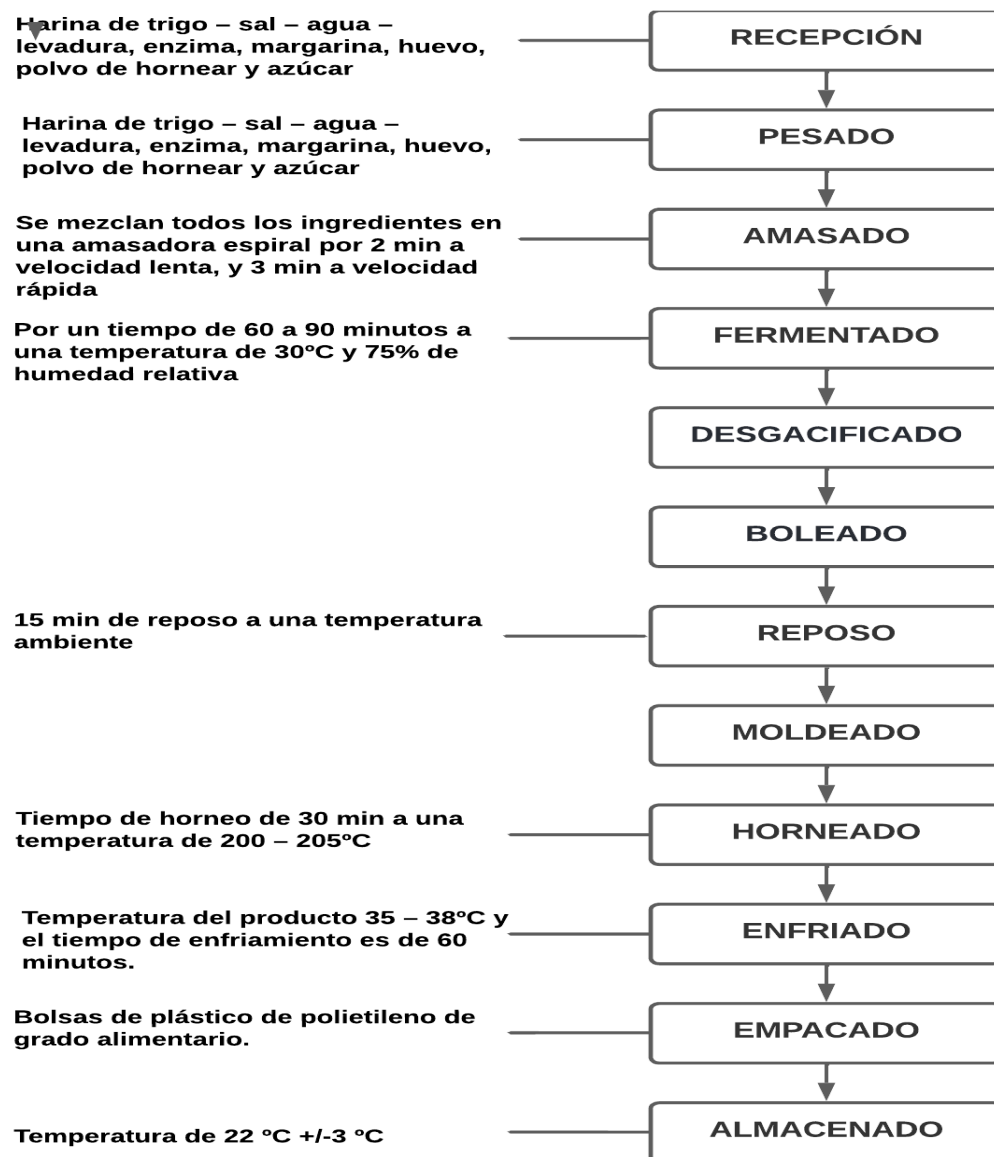 Harina de trigo – sal – agua –
levadura, enzima, margarina, huevo,
polvo de hornear y azúcar
RECEPCIÓN
Harina de trigo – sal – agua –
levadura, enzima, margarina, huevo,
polvo de hornear y azúcar
PESADO
Se mezclan todos los ingredientes en
una amasadora espiral por 2 min a
velocidad lenta, y 3 min a velocidad
rápida
AMASADO
Por un tiempo de 60 a 90 minutos a
una temperatura de 30ºC y 75% de
humedad relativa
FERMENTADO
DESGACIFICADO
BOLEADO
15 min de reposo a una temperatura
ambiente
REPOSO
MOLDEADO
Tiempo de horneo de 30 min a una
temperatura de 200 – 205ºC
HORNEADO
Temperatura del producto 35 – 38ºC y
el tiempo de enfriamiento es de 60
minutos.
ENFRIADO
Bolsas de plástico de polietileno de
grado alimentario.
EMPACADO
Temperatura de 22 ºC +/-3 ºC
ALMACENADO